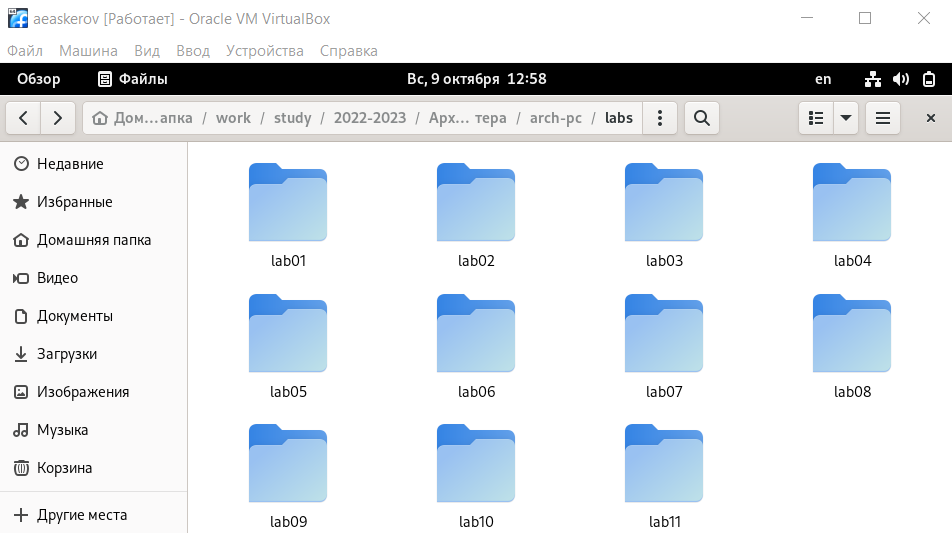 aeaskerov [Работает] - Oracle VM VirtualBox
Файл Машина Вид Ввод Устройства Справка
Обзор Файлы Вс, 9 октября 12:58 en
Дом…апка / work / study / 2022-2023 / Арх… тера / arch-pc / labs
Недавние
Избранные
Домашняя папка
Видео
Документы
Загрузки
Изображения
Музыка
Корзина
Другие места
lab01 lab02 lab03 lab04
lab05 lab06 lab07 lab08
lab09 lab10 lab11